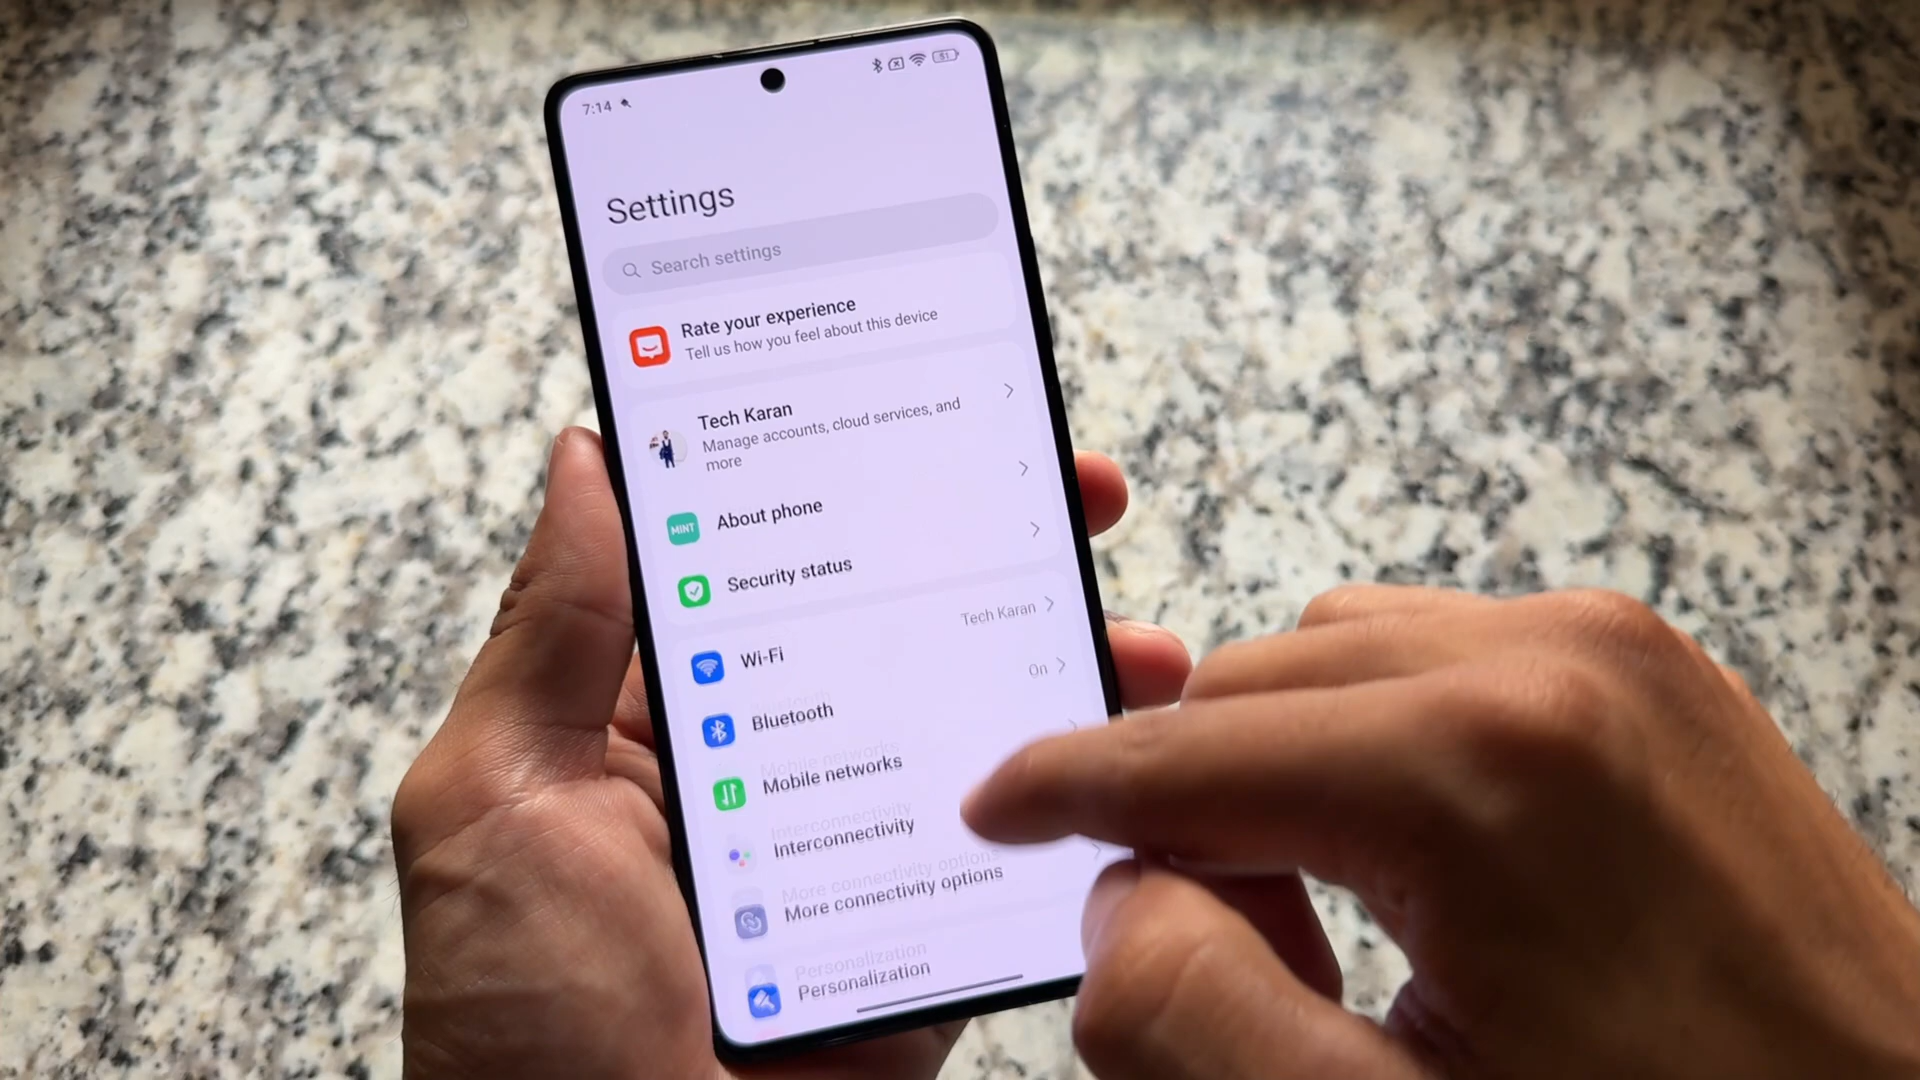 7:14
51
Settings
Search settings
Rate your experience
Tell us how you feel about this device
Tech Karan
Manage accounts, cloud services, and
more
MINT
About phone
Security status
Wi-Fi
Tech Karan
Bluetooth
On
Mobile networks
Interconnectivity
More connectivity options
Personalization